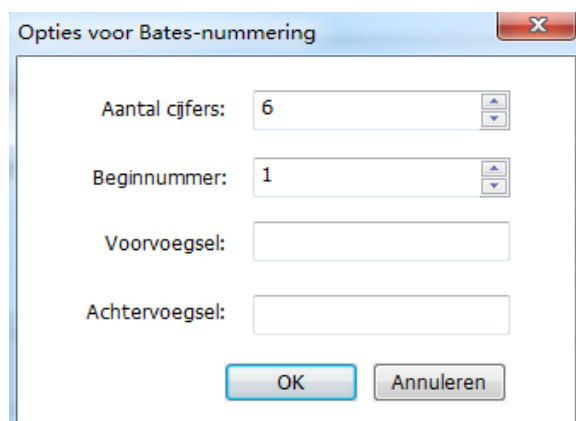 Opties voor Bates-nummering
Aantal cijfers: 6
Beginnummer: 1
Voorvoegsel:
Achtervoegsel:
OK Annuleren